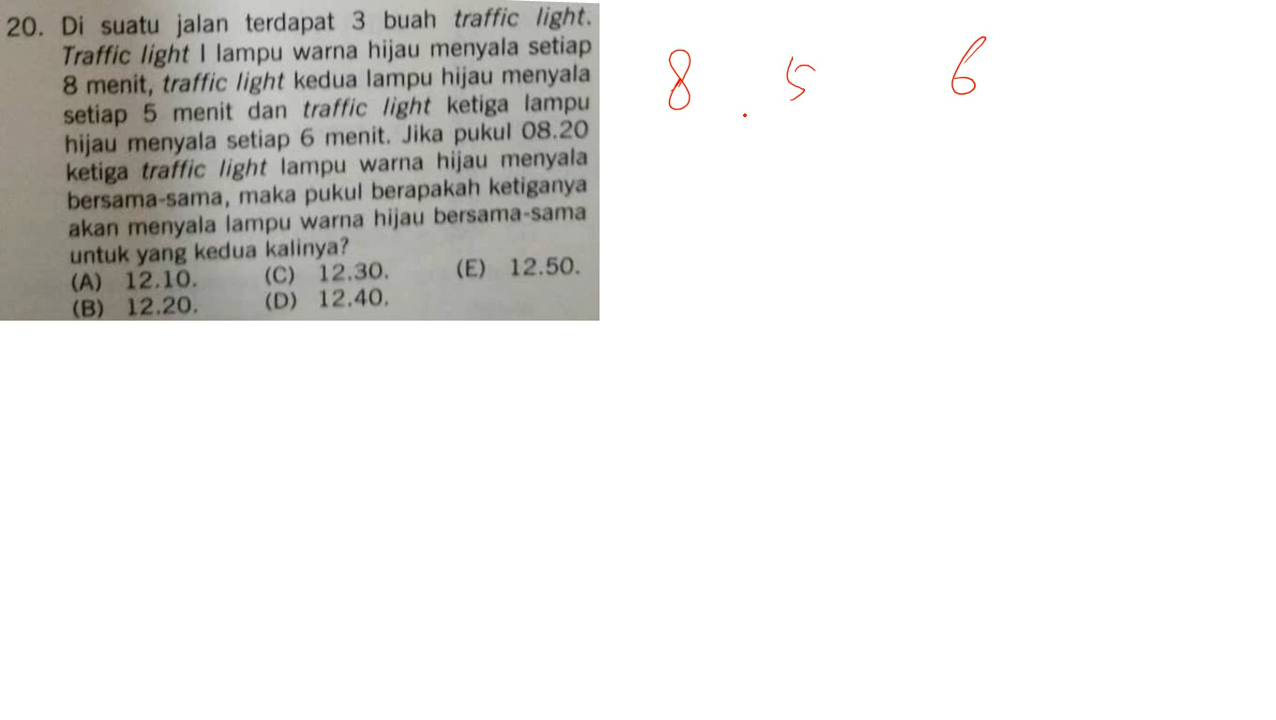 20. Di suatu jalan terdapat 3 buah traffic light.
Traffic light I lampu warna hijau menyala setiap
8 menit, traffic light kedua lampu hijau menyala
setiap 5 menit dan traffic light ketiga lampu
hijau menyala setiap 6 menit. Jika pukul 08.20
ketiga traffic light lampu warna hijau menyala
bersama-sama, maka pukul berapakah ketiganya
akan menyala lampu warna hijau bersama-sama
untuk yang kedua kalinya?
(A) 12.10. (C) 12.30. (E) 12.50.
(B) 12.20. (D) 12.40.
8 . 5 6